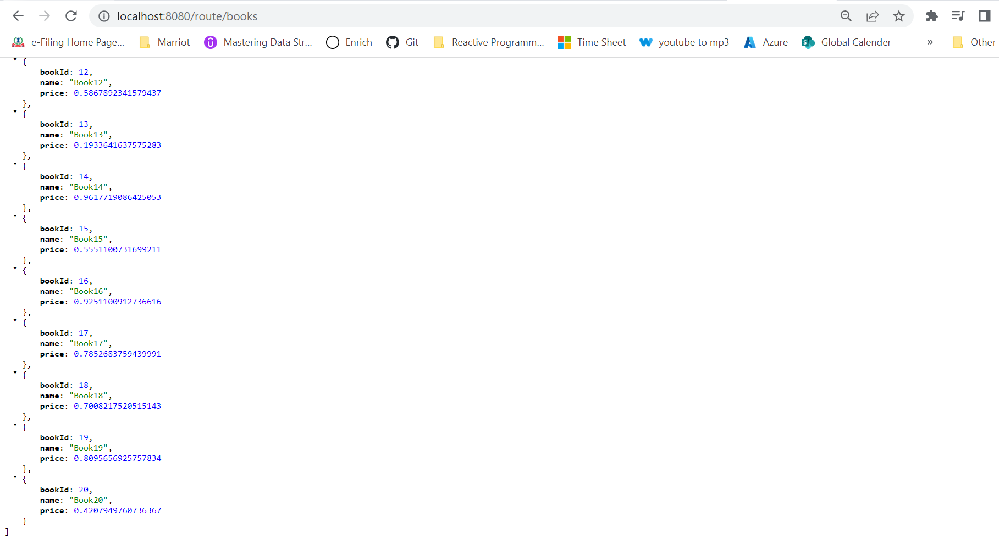 localhost:8080/route/books
e-Filing Home Page... Marriot Mastering Data Str... Enrich Git Reactive Programm... Time Sheet youtube to mp3 Azure Global Calender » Other
{
bookId: 12,
name: "Book12",
price: 0.5867892341579437
},
{
bookId: 13,
name: "Book13",
price: 0.1933641637575283
},
{
bookId: 14,
name: "Book14",
price: 0.9617719086425053
},
{
bookId: 15,
name: "Book15",
price: 0.5551100731699211
},
{
bookId: 16,
name: "Book16",
price: 0.9251100912736616
},
{
bookId: 17,
name: "Book17",
price: 0.7852683759439991
},
{
bookId: 18,
name: "Book18",
price: 0.7008217520515143
},
{
bookId: 19,
name: "Book19",
price: 0.8095656925757834
},
{
bookId: 20,
name: "Book20",
price: 0.4207949760736367
}
]